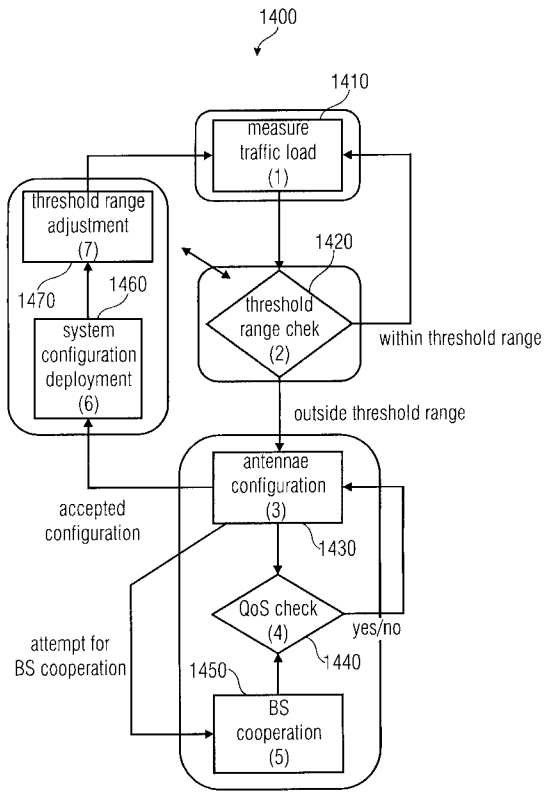 1400
1410
measure
traffic load
(1)
threshold range
adjustment
(7)
1420
1470
1460
threshold
range chek
(2)
within threshold range
system
configuration
deployment
(6)
outside threshold range
antennae
configuration
(3)
accepted
configuration
1430
QoS check
(4)
yes/no
attempt for
BS cooperation
1440
1450
BS
cooperation
(5)